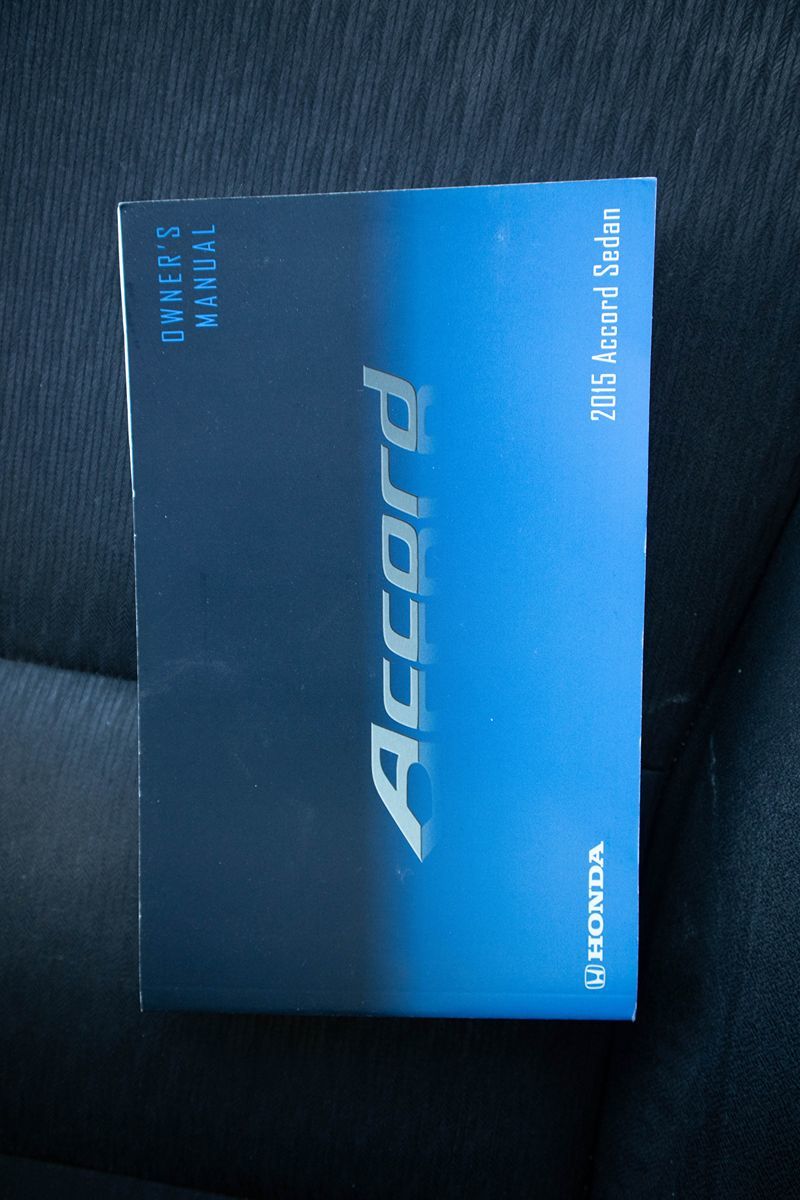 OWNER'S
MANUAL
Accord
HONDA
2015 Accord Sedan